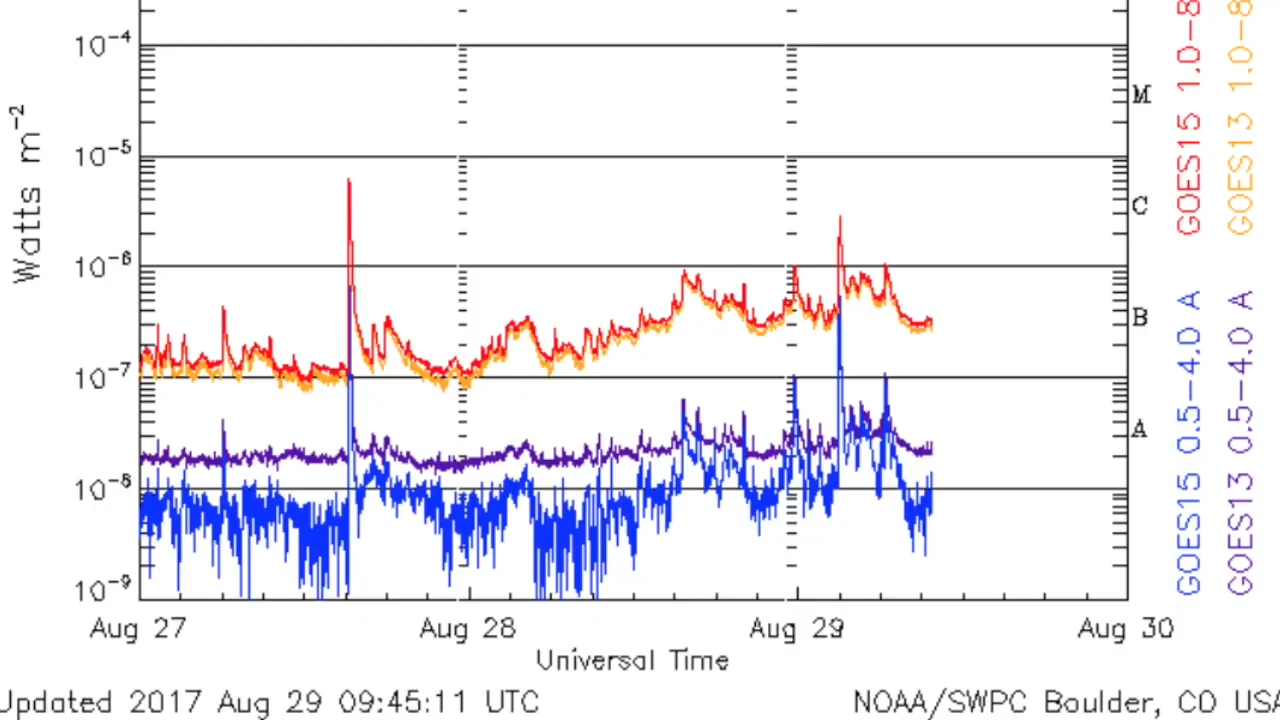 10-4
10-5
10-6
10-7
10-8
10-9
Watts m-2
M
C
B
A
GOES15 1.0-8
GOES13 1.0-8
GOES15 0.5-4.0 A
GOES13 0.5-4.0 A
Aug 27
Aug 28
Aug 29
Aug 30
Universal Time
Updated 2017 Aug 29 09:45:11 UTC
NOAA/SWPC Boulder, CO USA